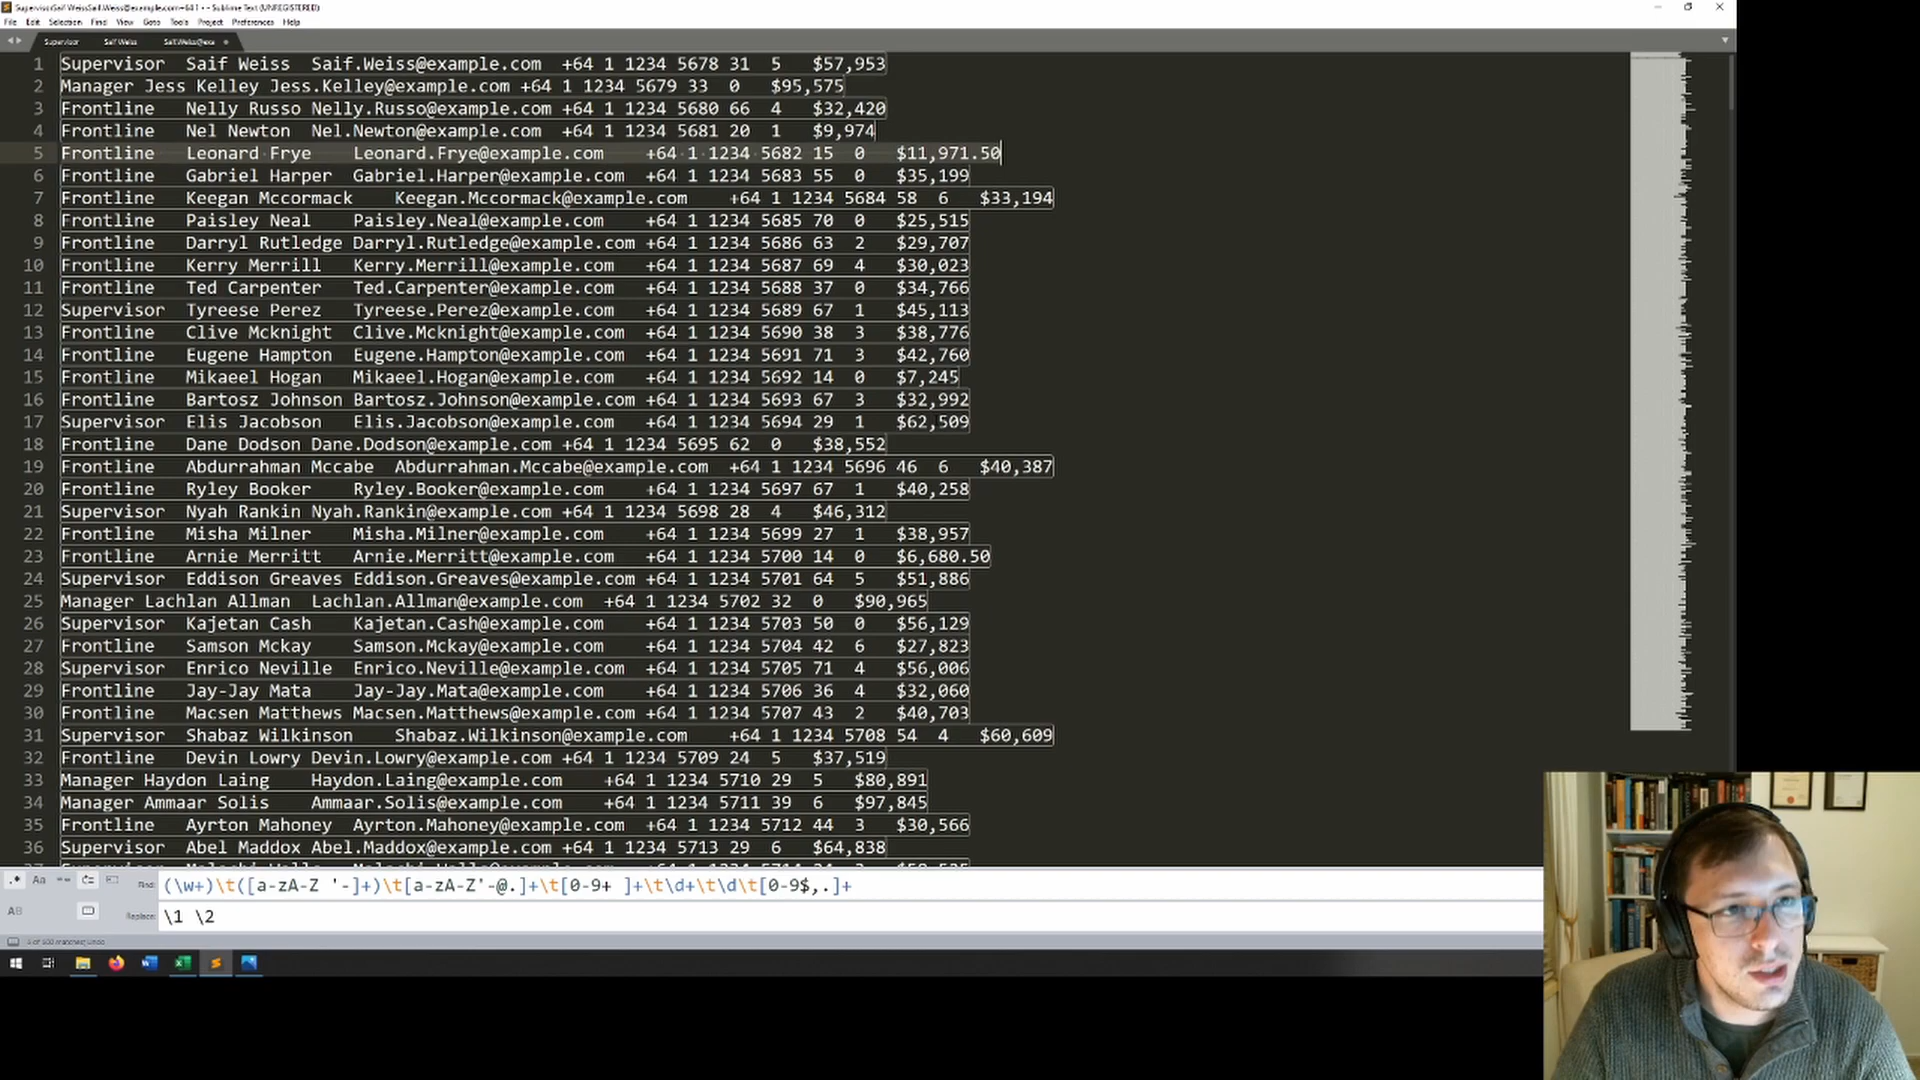 SupervisorSaif WeissSaif.Weiss@example.com+64 1 • - Sublime Text (UNREGISTERED)
File Edit Selection Find View Goto Tools Project Preferences Help
Supervisor Saif Weiss Saif.Weiss@exa
1 Supervisor Saif Weiss Saif.Weiss@example.com +64 1 1234 5678 31 5 $57,953
2 Manager Jess Kelley Jess.Kelley@example.com +64 1 1234 5679 33 0 $95,575
3 Frontline Nelly Russo Nelly.Russo@example.com +64 1 1234 5680 66 4 $32,420
4 Frontline Nel Newton Nel.Newton@example.com +64 1 1234 5681 20 1 $9,974
5 Frontline Leonard Frye Leonard.Frye@example.com +64 1 1234 5682 15 0 $11,971.50
6 Frontline Gabriel Harper Gabriel.Harper@example.com +64 1 1234 5683 55 0 $35,199
7 Frontline Keegan Mccormack Keegan.Mccormack@example.com +64 1 1234 5684 58 6 $33,194
8 Frontline Paisley Neal Paisley.Neal@example.com +64 1 1234 5685 70 0 $25,515
9 Frontline Darryl Rutledge Darryl.Rutledge@example.com +64 1 1234 5686 63 2 $29,707
10 Frontline Kerry Merrill Kerry.Merrill@example.com +64 1 1234 5687 69 4 $30,023
11 Frontline Ted Carpenter Ted.Carpenter@example.com +64 1 1234 5688 37 0 $34,766
12 Supervisor Tyreese Perez Tyreese.Perez@example.com +64 1 1234 5689 67 1 $45,113
13 Frontline Clive Mcknight Clive.Mcknight@example.com +64 1 1234 5690 38 3 $38,776
14 Frontline Eugene Hampton Eugene.Hampton@example.com +64 1 1234 5691 71 3 $42,760
15 Frontline Mikaeel Hogan Mikaeel.Hogan@example.com +64 1 1234 5692 14 0 $7,245
16 Frontline Bartosz Johnson Bartosz.Johnson@example.com +64 1 1234 5693 67 3 $32,992
17 Supervisor Elis Jacobson Elis.Jacobson@example.com +64 1 1234 5694 29 1 $62,509
18 Frontline Dane Dodson Dane.Dodson@example.com +64 1 1234 5695 62 0 $38,552
19 Frontline Abdurrahman Mccabe Abdurrahman.Mccabe@example.com +64 1 1234 5696 46 6 $40,387
20 Frontline Ryley Booker Ryley.Booker@example.com +64 1 1234 5697 67 1 $40,258
21 Supervisor Nyah Rankin Nyah.Rankin@example.com +64 1 1234 5698 28 4 $46,312
22 Frontline Misha Milner Misha.Milner@example.com +64 1 1234 5699 27 1 $38,957
23 Frontline Arnie Merritt Arnie.Merritt@example.com +64 1 1234 5700 14 0 $6,680.50
24 Supervisor Eddison Greaves Eddison.Greaves@example.com +64 1 1234 5701 64 5 $51,886
25 Manager Lachlan Allman Lachlan.Allman@example.com +64 1 1234 5702 32 0 $90,965
26 Supervisor Kajetan Cash Kajetan.Cash@example.com +64 1 1234 5703 50 0 $56,129
27 Frontline Samson Mckay Samson.Mckay@example.com +64 1 1234 5704 42 6 $27,823
28 Supervisor Enrico Neville Enrico.Neville@example.com +64 1 1234 5705 71 4 $56,006
29 Frontline Jay-Jay Mata Jay-Jay.Mata@example.com +64 1 1234 5706 36 4 $32,060
30 Frontline Macsen Matthews Macsen.Matthews@example.com +64 1 1234 5707 43 2 $40,703
31 Supervisor Shabaz Wilkinson Shabaz.Wilkinson@example.com +64 1 1234 5708 54 4 $60,609
32 Frontline Devin Lowry Devin.Lowry@example.com +64 1 1234 5709 24 5 $37,519
33 Manager Haydon Laing Haydon.Laing@example.com +64 1 1234 5710 29 5 $80,891
34 Manager Ammaar Solis Ammaar.Solis@example.com +64 1 1234 5711 39 6 $97,845
35 Frontline Ayrton Mahoney Ayrton.Mahoney@example.com +64 1 1234 5712 44 3 $30,566
36 Supervisor Abel Maddox Abel.Maddox@example.com +64 1 1234 5713 29 6 $64,838
Find: (\w+)\t([a-zA-Z '-]+)\t[a-zA-Z'-@.]+\t[0-9+ ]+\t\d+\t\d\t[0-9$,.]+
Replace: \1 \2